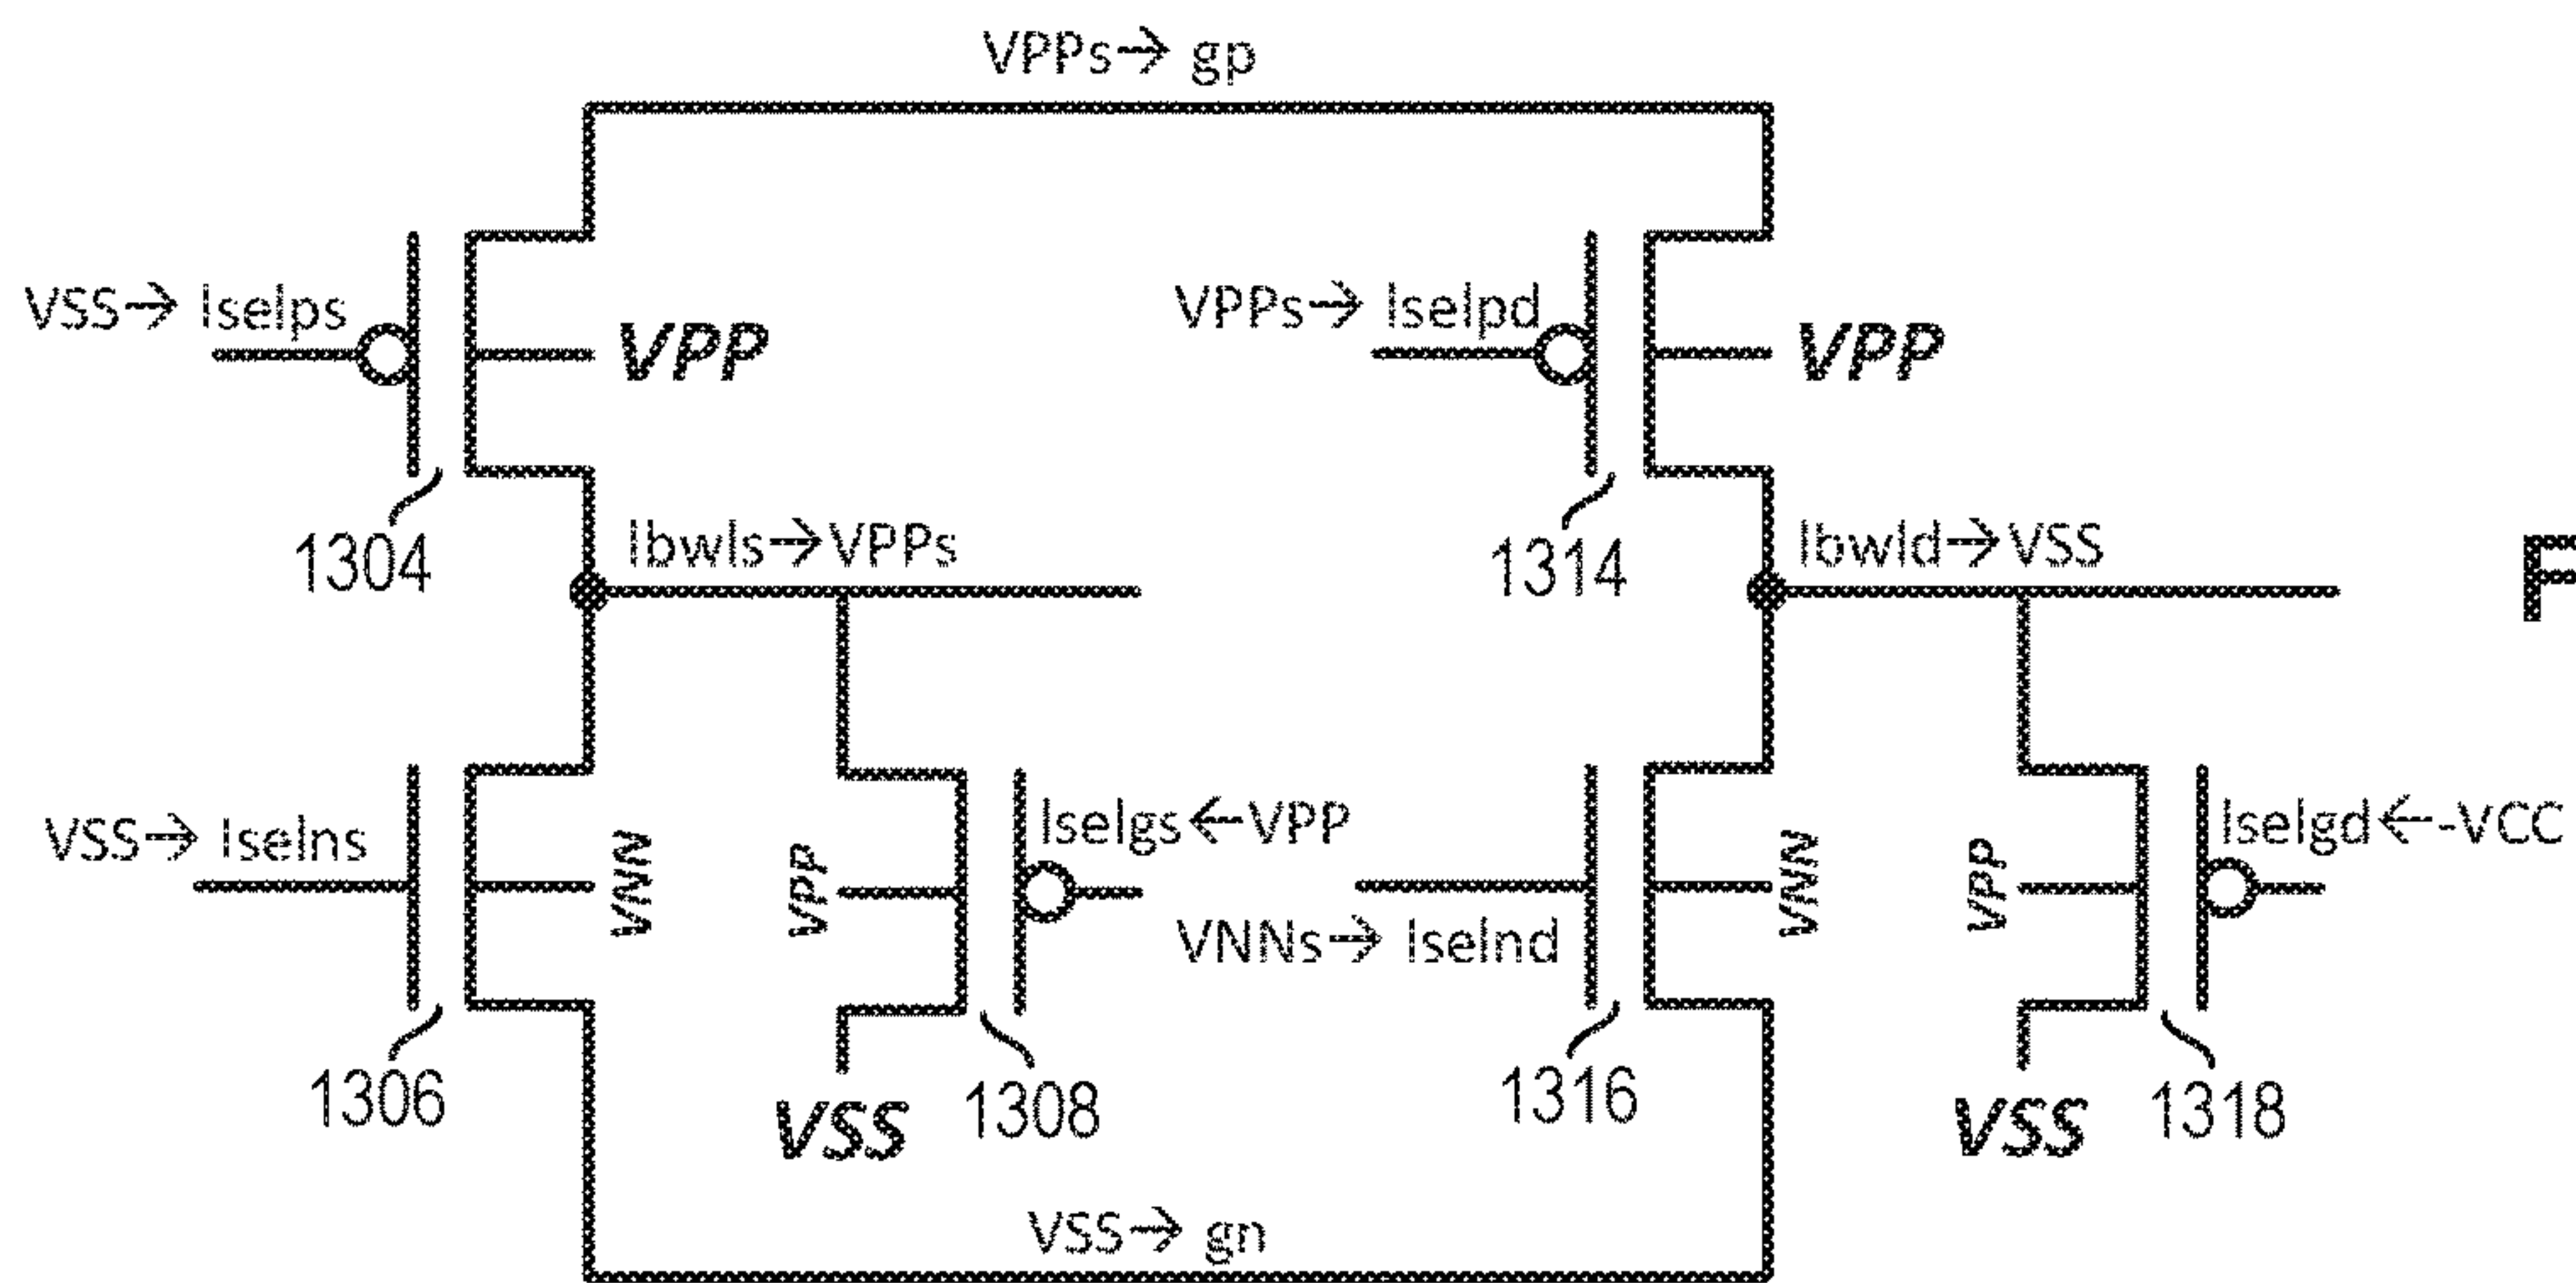 VPPs→ gp
VSS→ lselps
VPP
VPPs→ lselpd
VPP
1304
lbwls→VPPs
1314
lbwld→VSS
F
VSS→ lselns
VNN
VPP
lselgs←VPP
VNNs→ lselnd
VNN
VPP
lselgd←-VCC
1306
VSS
1308
1316
VSS
1318
VSS→ gn